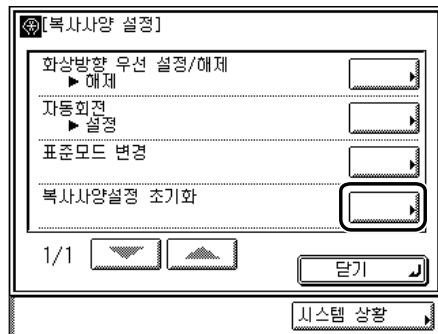 [복사사양 설정]
화상방향 우선 설정/해제
▶ 해제
자동회전
▶ 설정
표준모드 변경
복사사양설정 초기화
1/1
닫기
시스템 상황